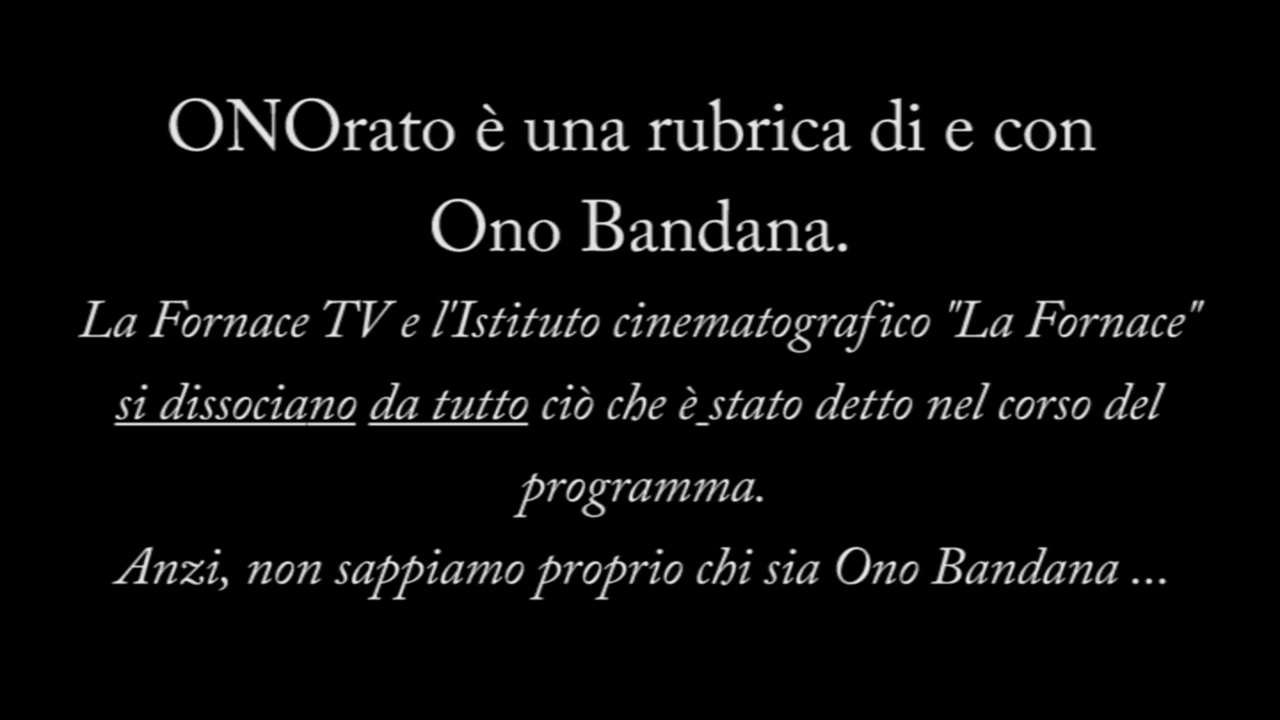 ONOrato è una rubrica di e con
Ono Bandana.
La Fornace TV e l'Istituto cinematografico "La Fornace"
si dissociano da tutto ciò che è stato detto nel corso del
programma.
Anzi, non sappiamo proprio chi sia Ono Bandana ...